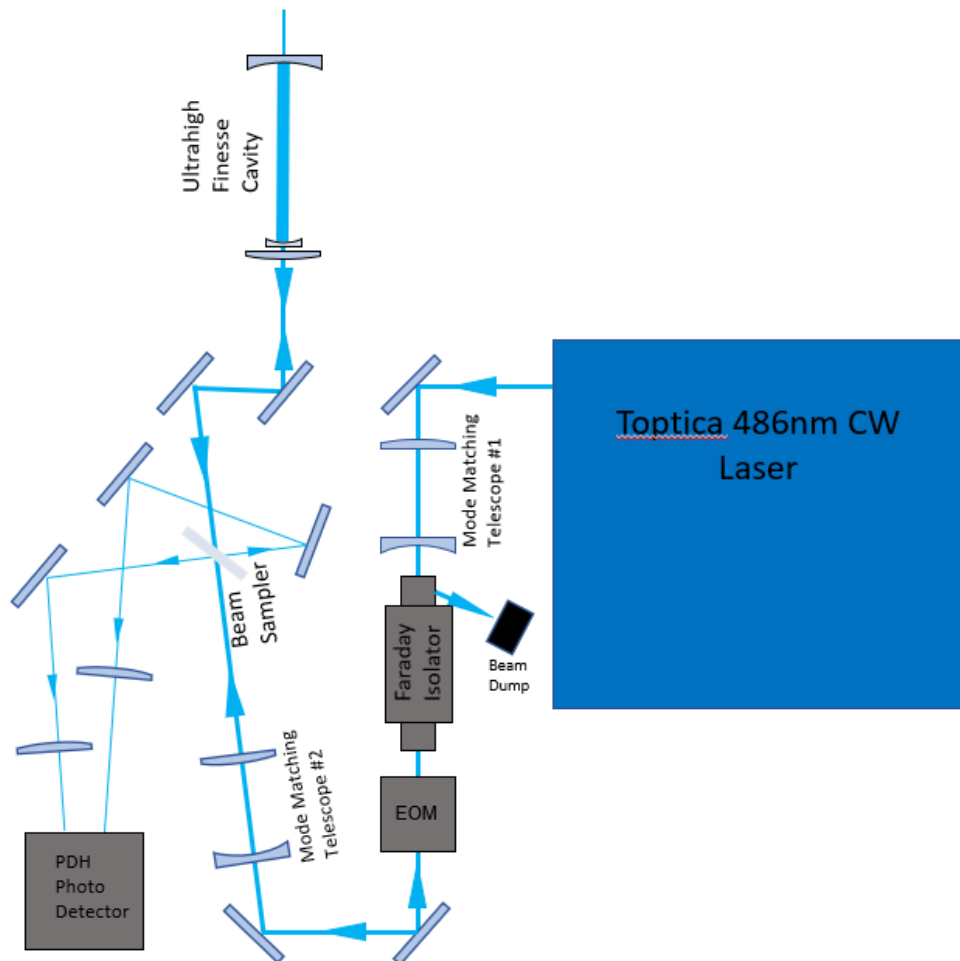 Ultrahigh
Finesse
Cavity
Toptica 486nm CW
Laser
Mode Matching
Telescope #1
Beam
Sampler
Faraday
Isolator
Beam
Dump
Mode Matching
Telescope #2
EOM
PDH
Photo
Detector